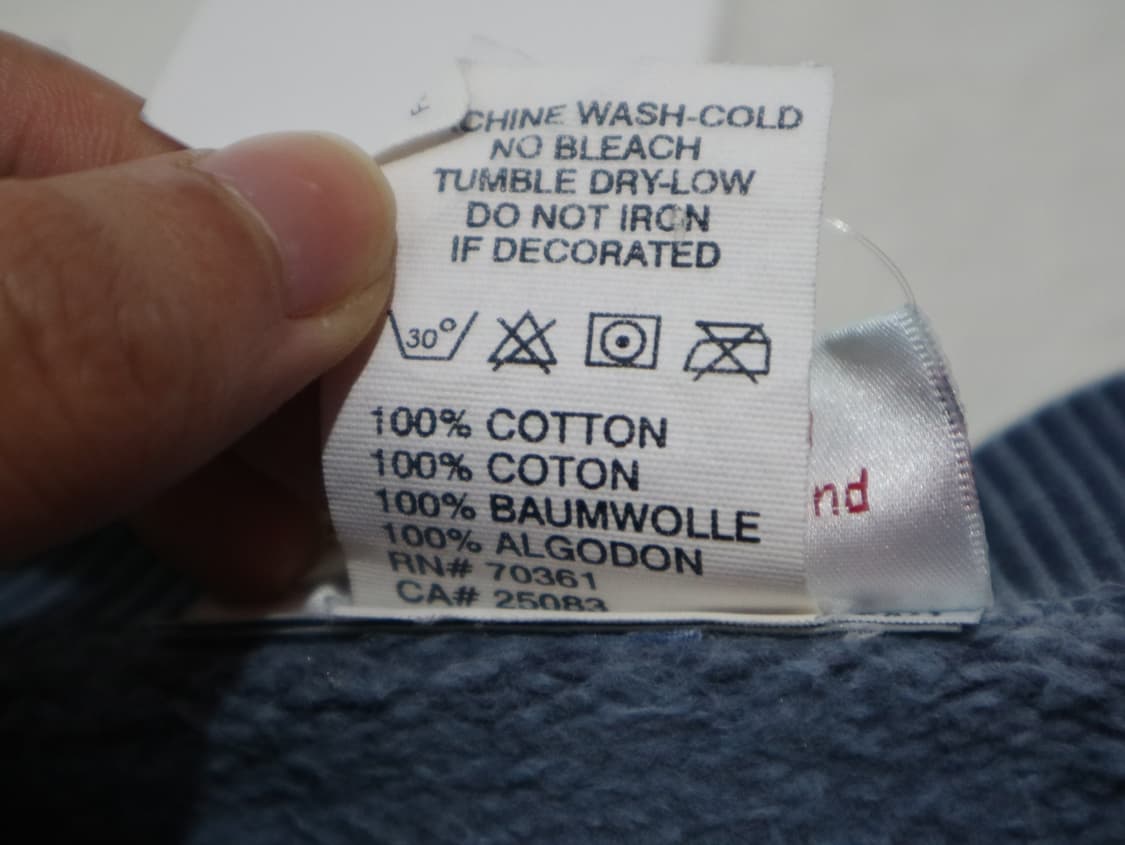 CHINE WASH-COLD
NO BLEACH
TUMBLE DRY-LOW
DO NOT IRON
IF DECORATED
30°
100% COTTON
100% COTON
100% BAUMWOLLE
100% ALGODON
RN# 70361
CA# 25083
nd